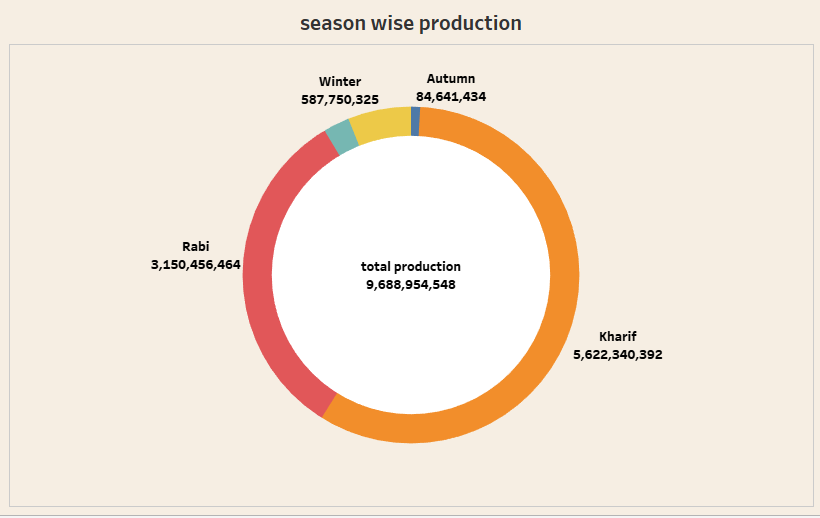 season wise production
Winter
587,750,325
Autumn
84,641,434
Rabi
3,150,456,464
total production
9,688,954,548
Kharif
5,622,340,392